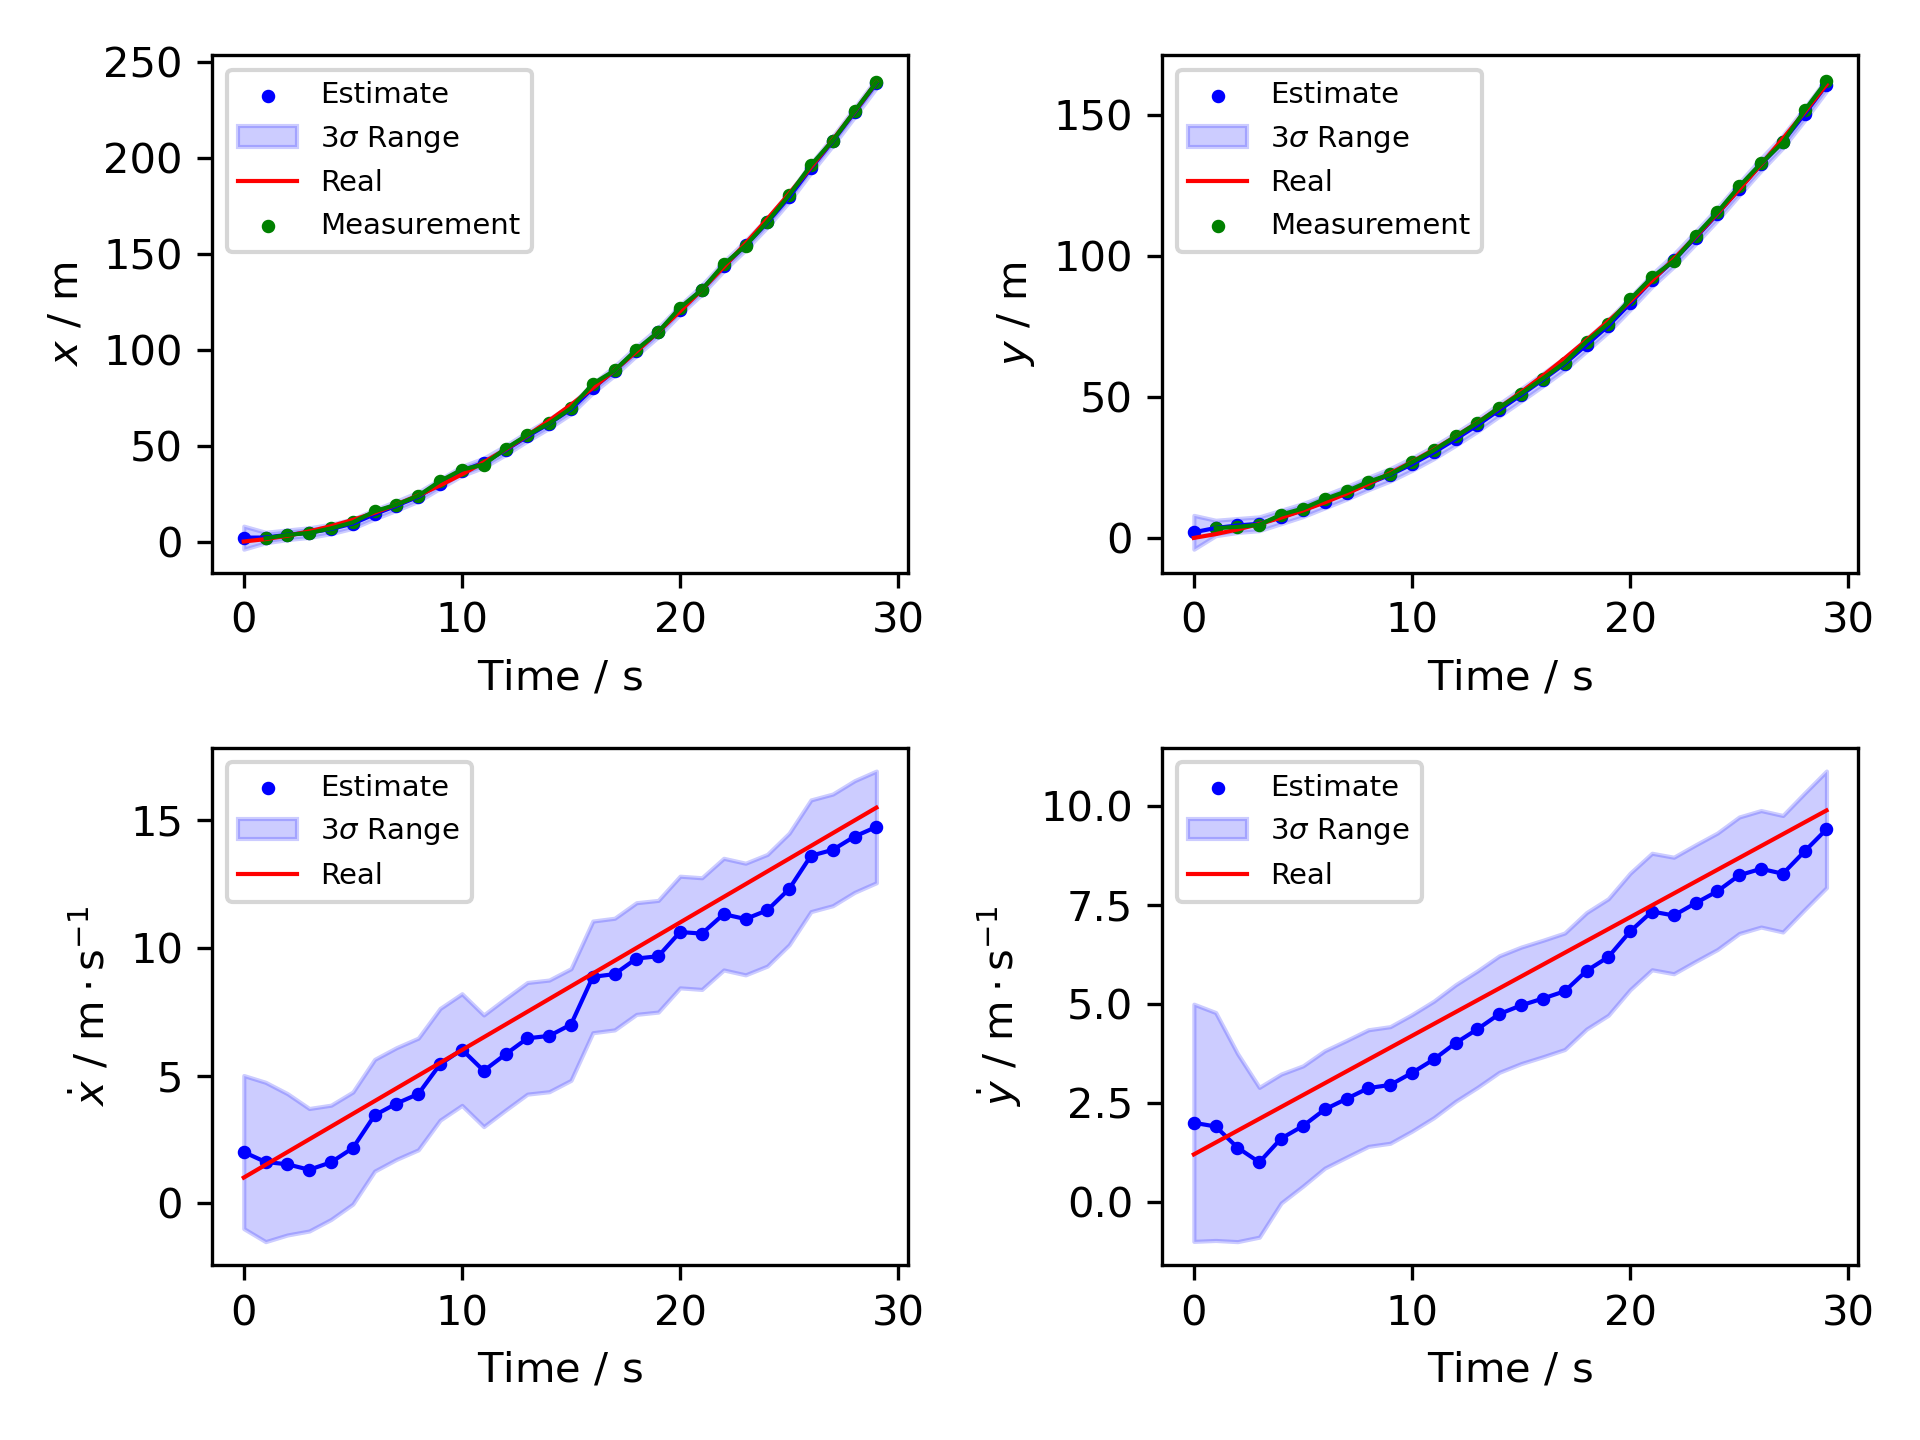 250
200
150
100
50
0
x / m
Estimate
3σ Range
Real
Measurement
0 10 20 30
Time / s
150
100
50
0
y / m
Estimate
3σ Range
Real
Measurement
0 10 20 30
Time / s
15
10
5
0
ẋ / m · s⁻¹
Estimate
3σ Range
Real
0 10 20 30
Time / s
10.0
7.5
5.0
2.5
0.0
ẏ / m · s⁻¹
Estimate
3σ Range
Real
0 10 20 30
Time / s